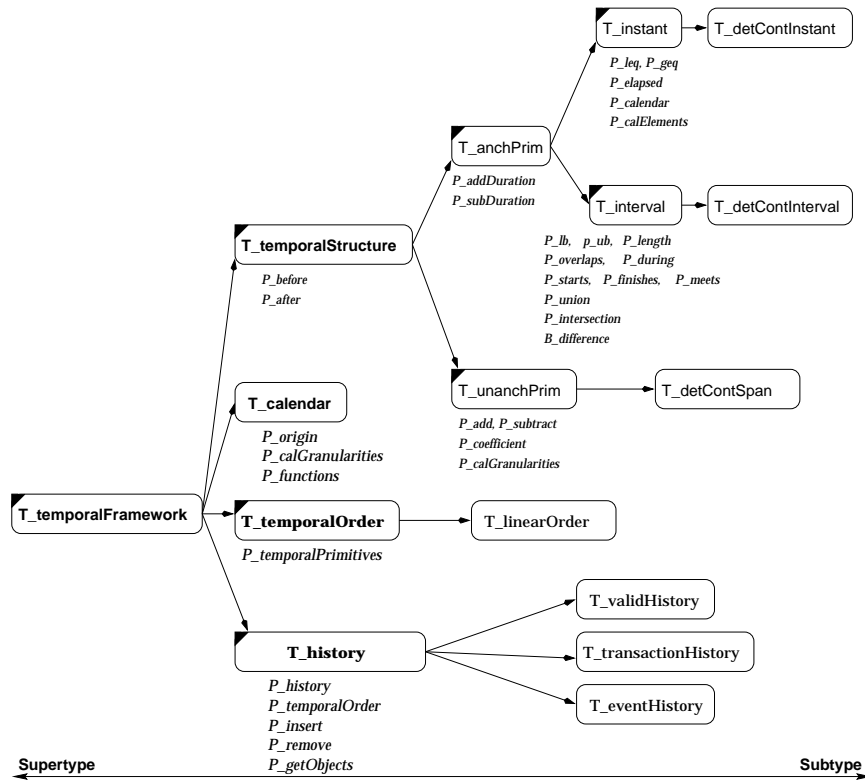 T_instant
T_detContInstant
P_leq, P_geq
P_elapsed
P_calendar
P_calElements
T_anchPrim
P_addDuration
P_subDuration
T_interval
T_detContInterval
P_lb, p_ub, P_length
P_overlaps, P_during
P_starts, P_finishes, P_meets
P_union
P_intersection
B_difference
T_temporalStructure
P_before
P_after
T_unanchPrim
T_detContSpan
P_add, P_subtract
P_coefficient
P_calGranularities
T_calendar
P_origin
P_calGranularities
P_functions
T_temporalFramework
T_temporalOrder
T_linearOrder
P_temporalPrimitives
T_validHistory
T_history
T_transactionHistory
T_eventHistory
P_history
P_temporalOrder
P_insert
P_remove
P_getObjects
Supertype
Subtype